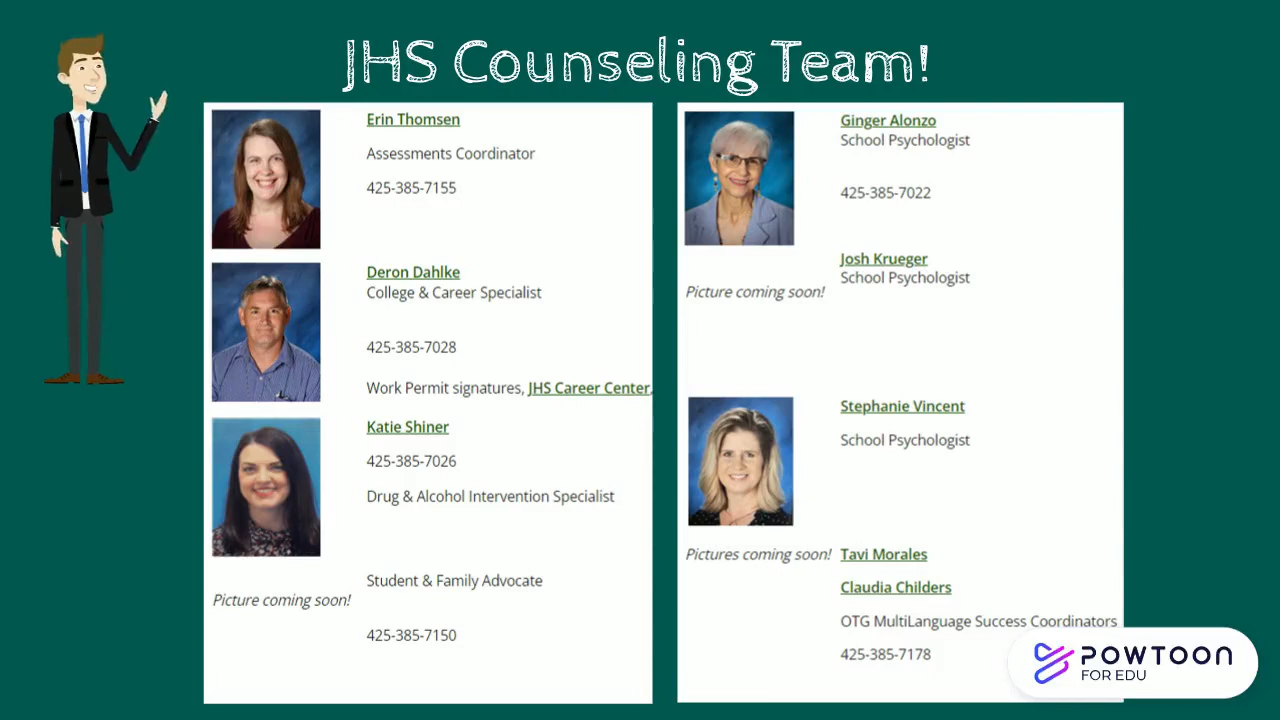 JHS Counseling Team!
Erin Thomsen
Assessments Coordinator
425-385-7155
Deron Dahlke
College & Career Specialist
425-385-7028
Work Permit signatures, JHS Career Center,
Katie Shiner
425-385-7026
Drug & Alcohol Intervention Specialist
Student & Family Advocate
Picture coming soon!
425-385-7150
Ginger Alonzo
School Psychologist
425-385-7022
Josh Krueger
School Psychologist
Picture coming soon!
Stephanie Vincent
School Psychologist
Pictures coming soon! Tavi Morales
Claudia Childers
OTG MultiLanguage Success Coordinators
425-385-7178
POWTOON
FOR EDU